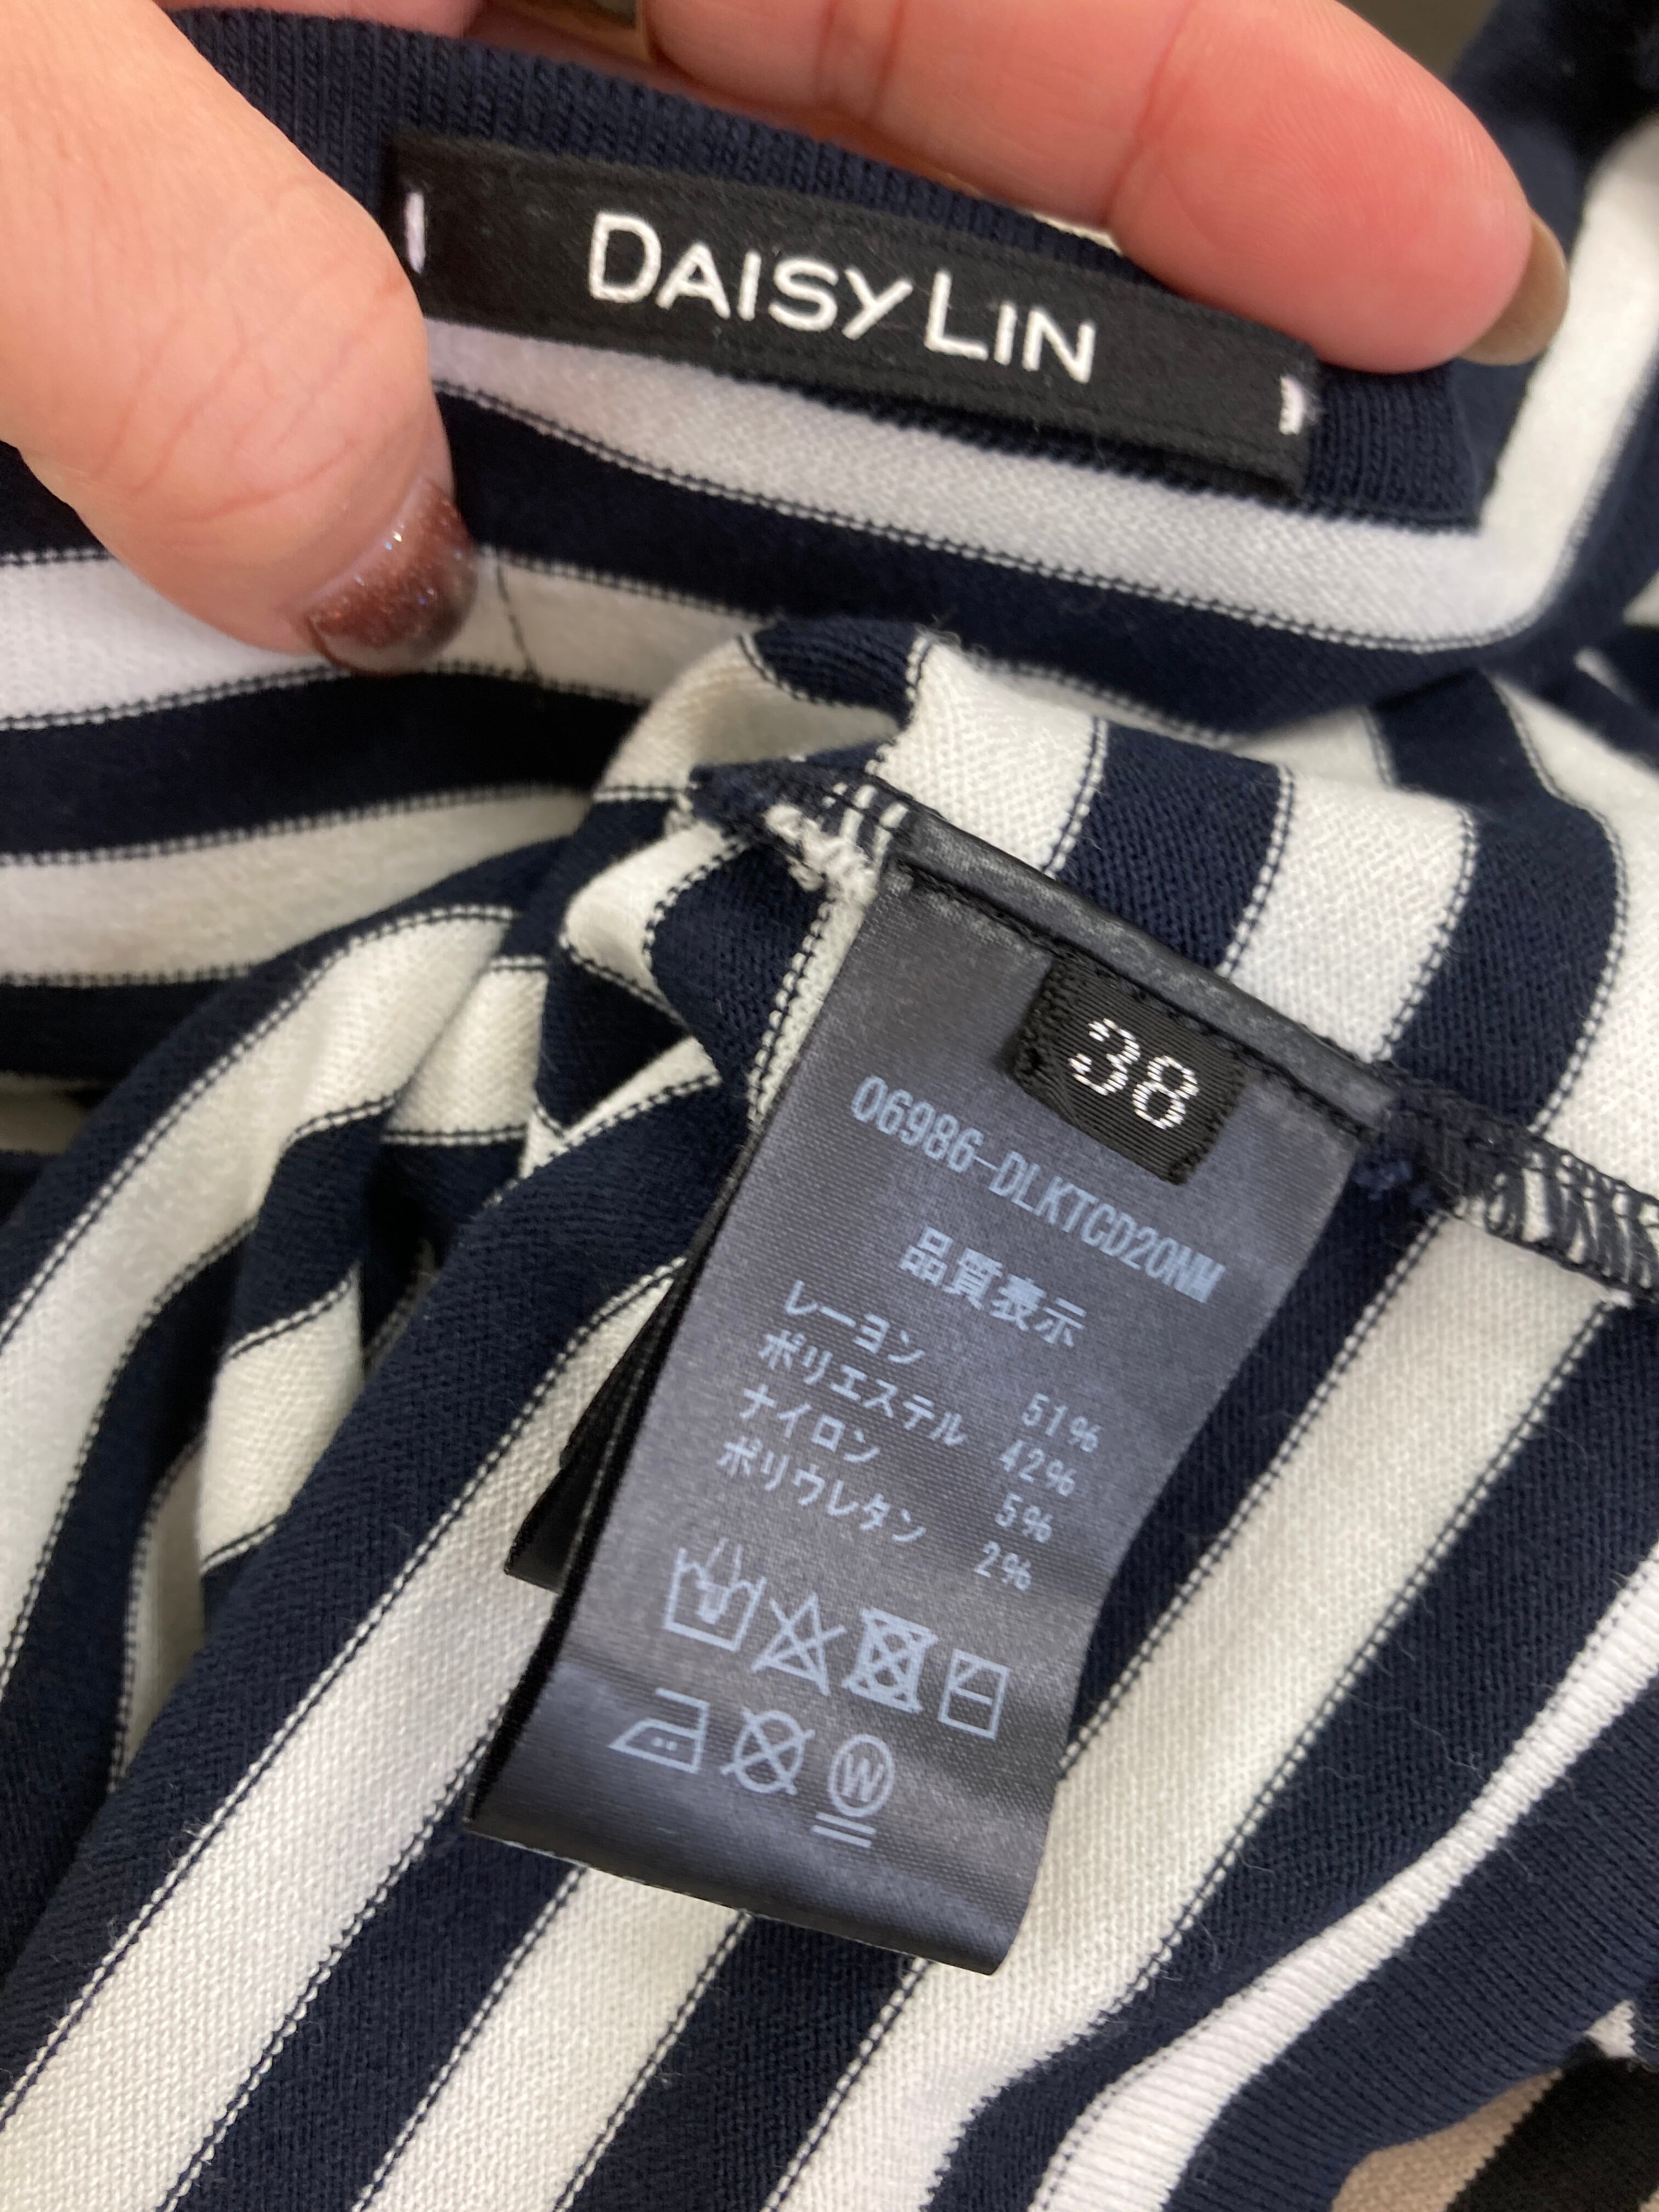 DAISY LIN
38
06986-DLKTCD20NM
品質表示
レーヨン 51%
ポリエステル 42%
ナイロン 5%
ポリウレタン 2%
W